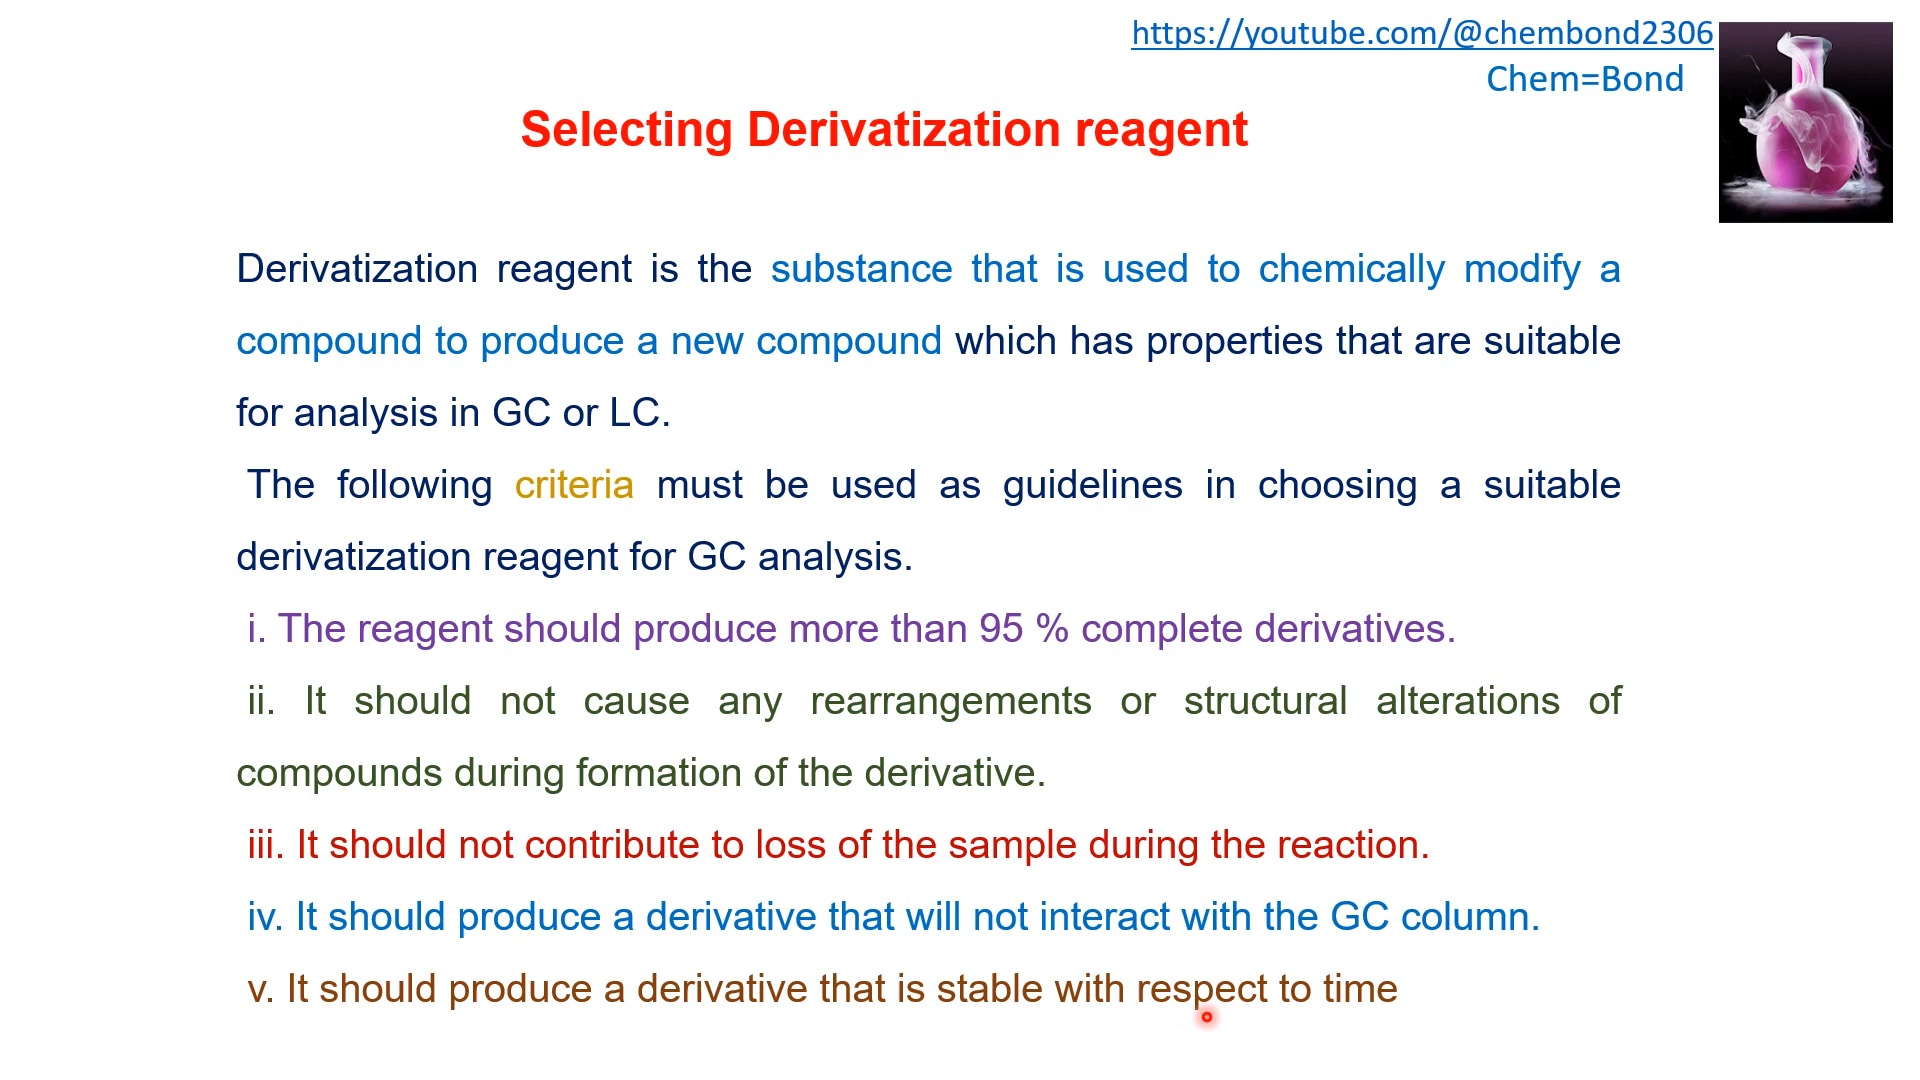 https://youtube.com/@chembond2306
Chem=Bond
Selecting Derivatization reagent
Derivatization reagent is the substance that is used to chemically modify a
compound to produce a new compound which has properties that are suitable
for analysis in GC or LC.
The following criteria must be used as guidelines in choosing a suitable
derivatization reagent for GC analysis.
i. The reagent should produce more than 95 % complete derivatives.
ii. It should not cause any rearrangements or structural alterations of
compounds during formation of the derivative.
iii. It should not contribute to loss of the sample during the reaction.
iv. It should produce a derivative that will not interact with the GC column.
v. It should produce a derivative that is stable with respect to time